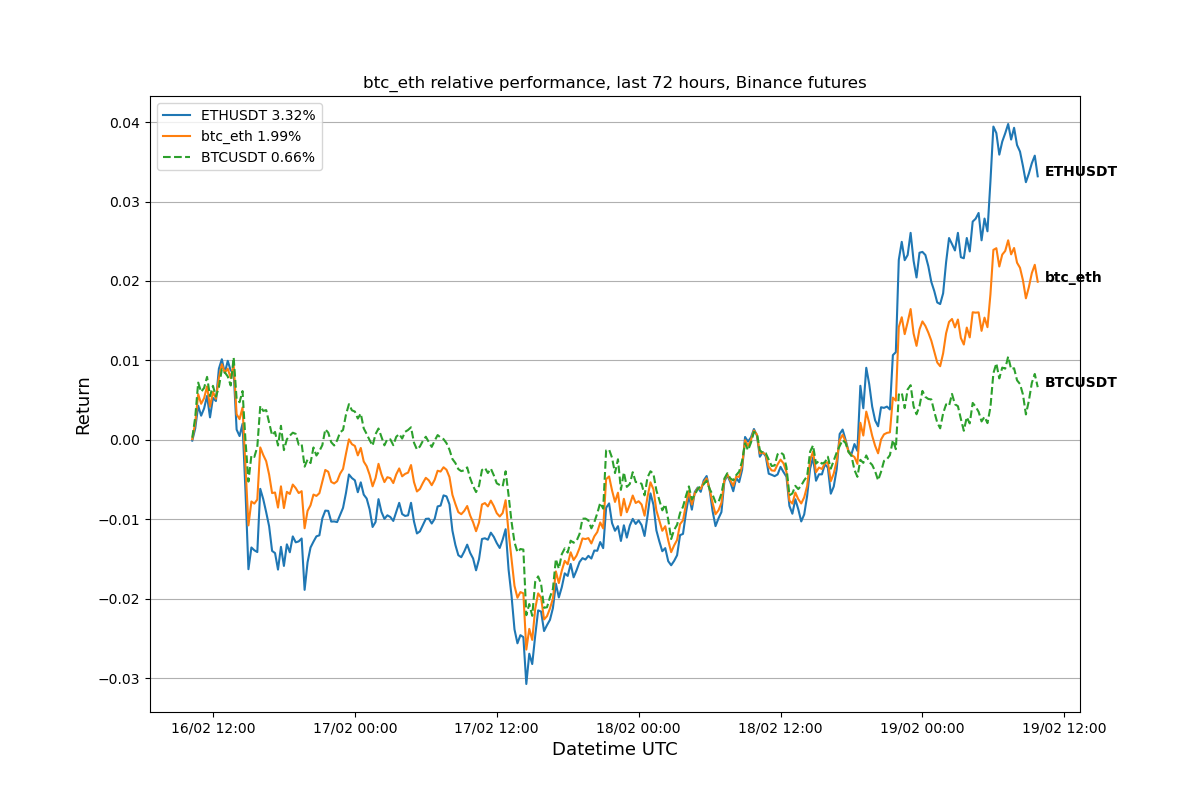 btc_eth relative performance, last 72 hours, Binance futures
ETHUSDT 3.32%
btc_eth 1.99%
BTCUSDT 0.66%
0.04
0.03
0.02
0.01
0.00
−0.01
−0.02
−0.03
Return
ETHUSDT
btc_eth
BTCUSDT
16/02 12:00 17/02 00:00 17/02 12:00 18/02 00:00 18/02 12:00 19/02 00:00 19/02 12:00
Datetime UTC